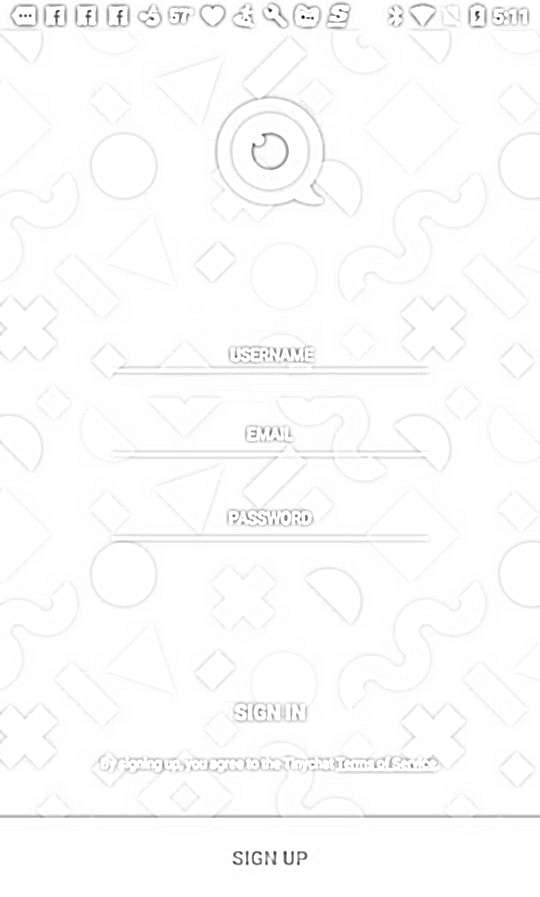 57° 5:11
USERNAME
EMAIL
PASSWORD
SIGN IN
By signing up, you agree to the Tinychat Terms of Service.
SIGN UP